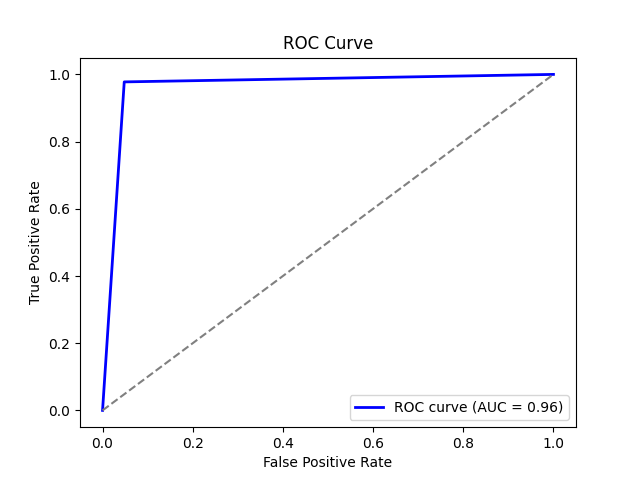 ROC Curve
1.0
0.8
0.6
0.4
0.2
0.0
True Positive Rate
ROC curve (AUC = 0.96)
0.0 0.2 0.4 0.6 0.8 1.0
False Positive Rate